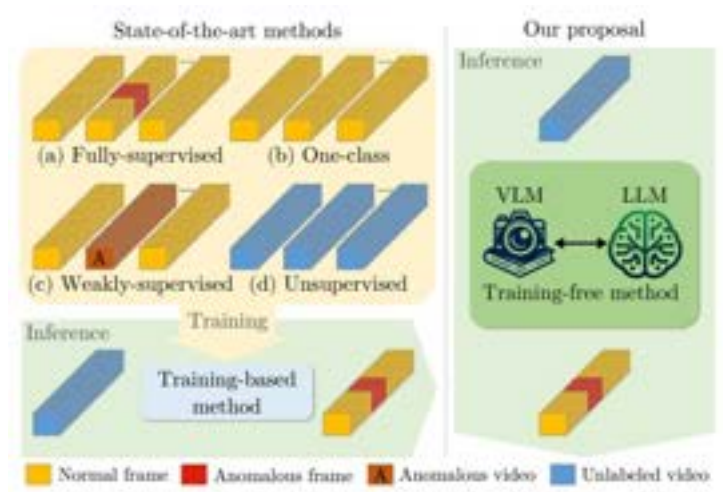 State-of-the-art methods
Our proposal
(a) Fully-supervised
(b) One-class
A
(c) Weakly-supervised
(d) Unsupervised
Training
Inference
Training-based
method
Inference
VLM
LLM
Training-free method
Normal frame
Anomalous frame
A
Anomalous video
Unlabeled video